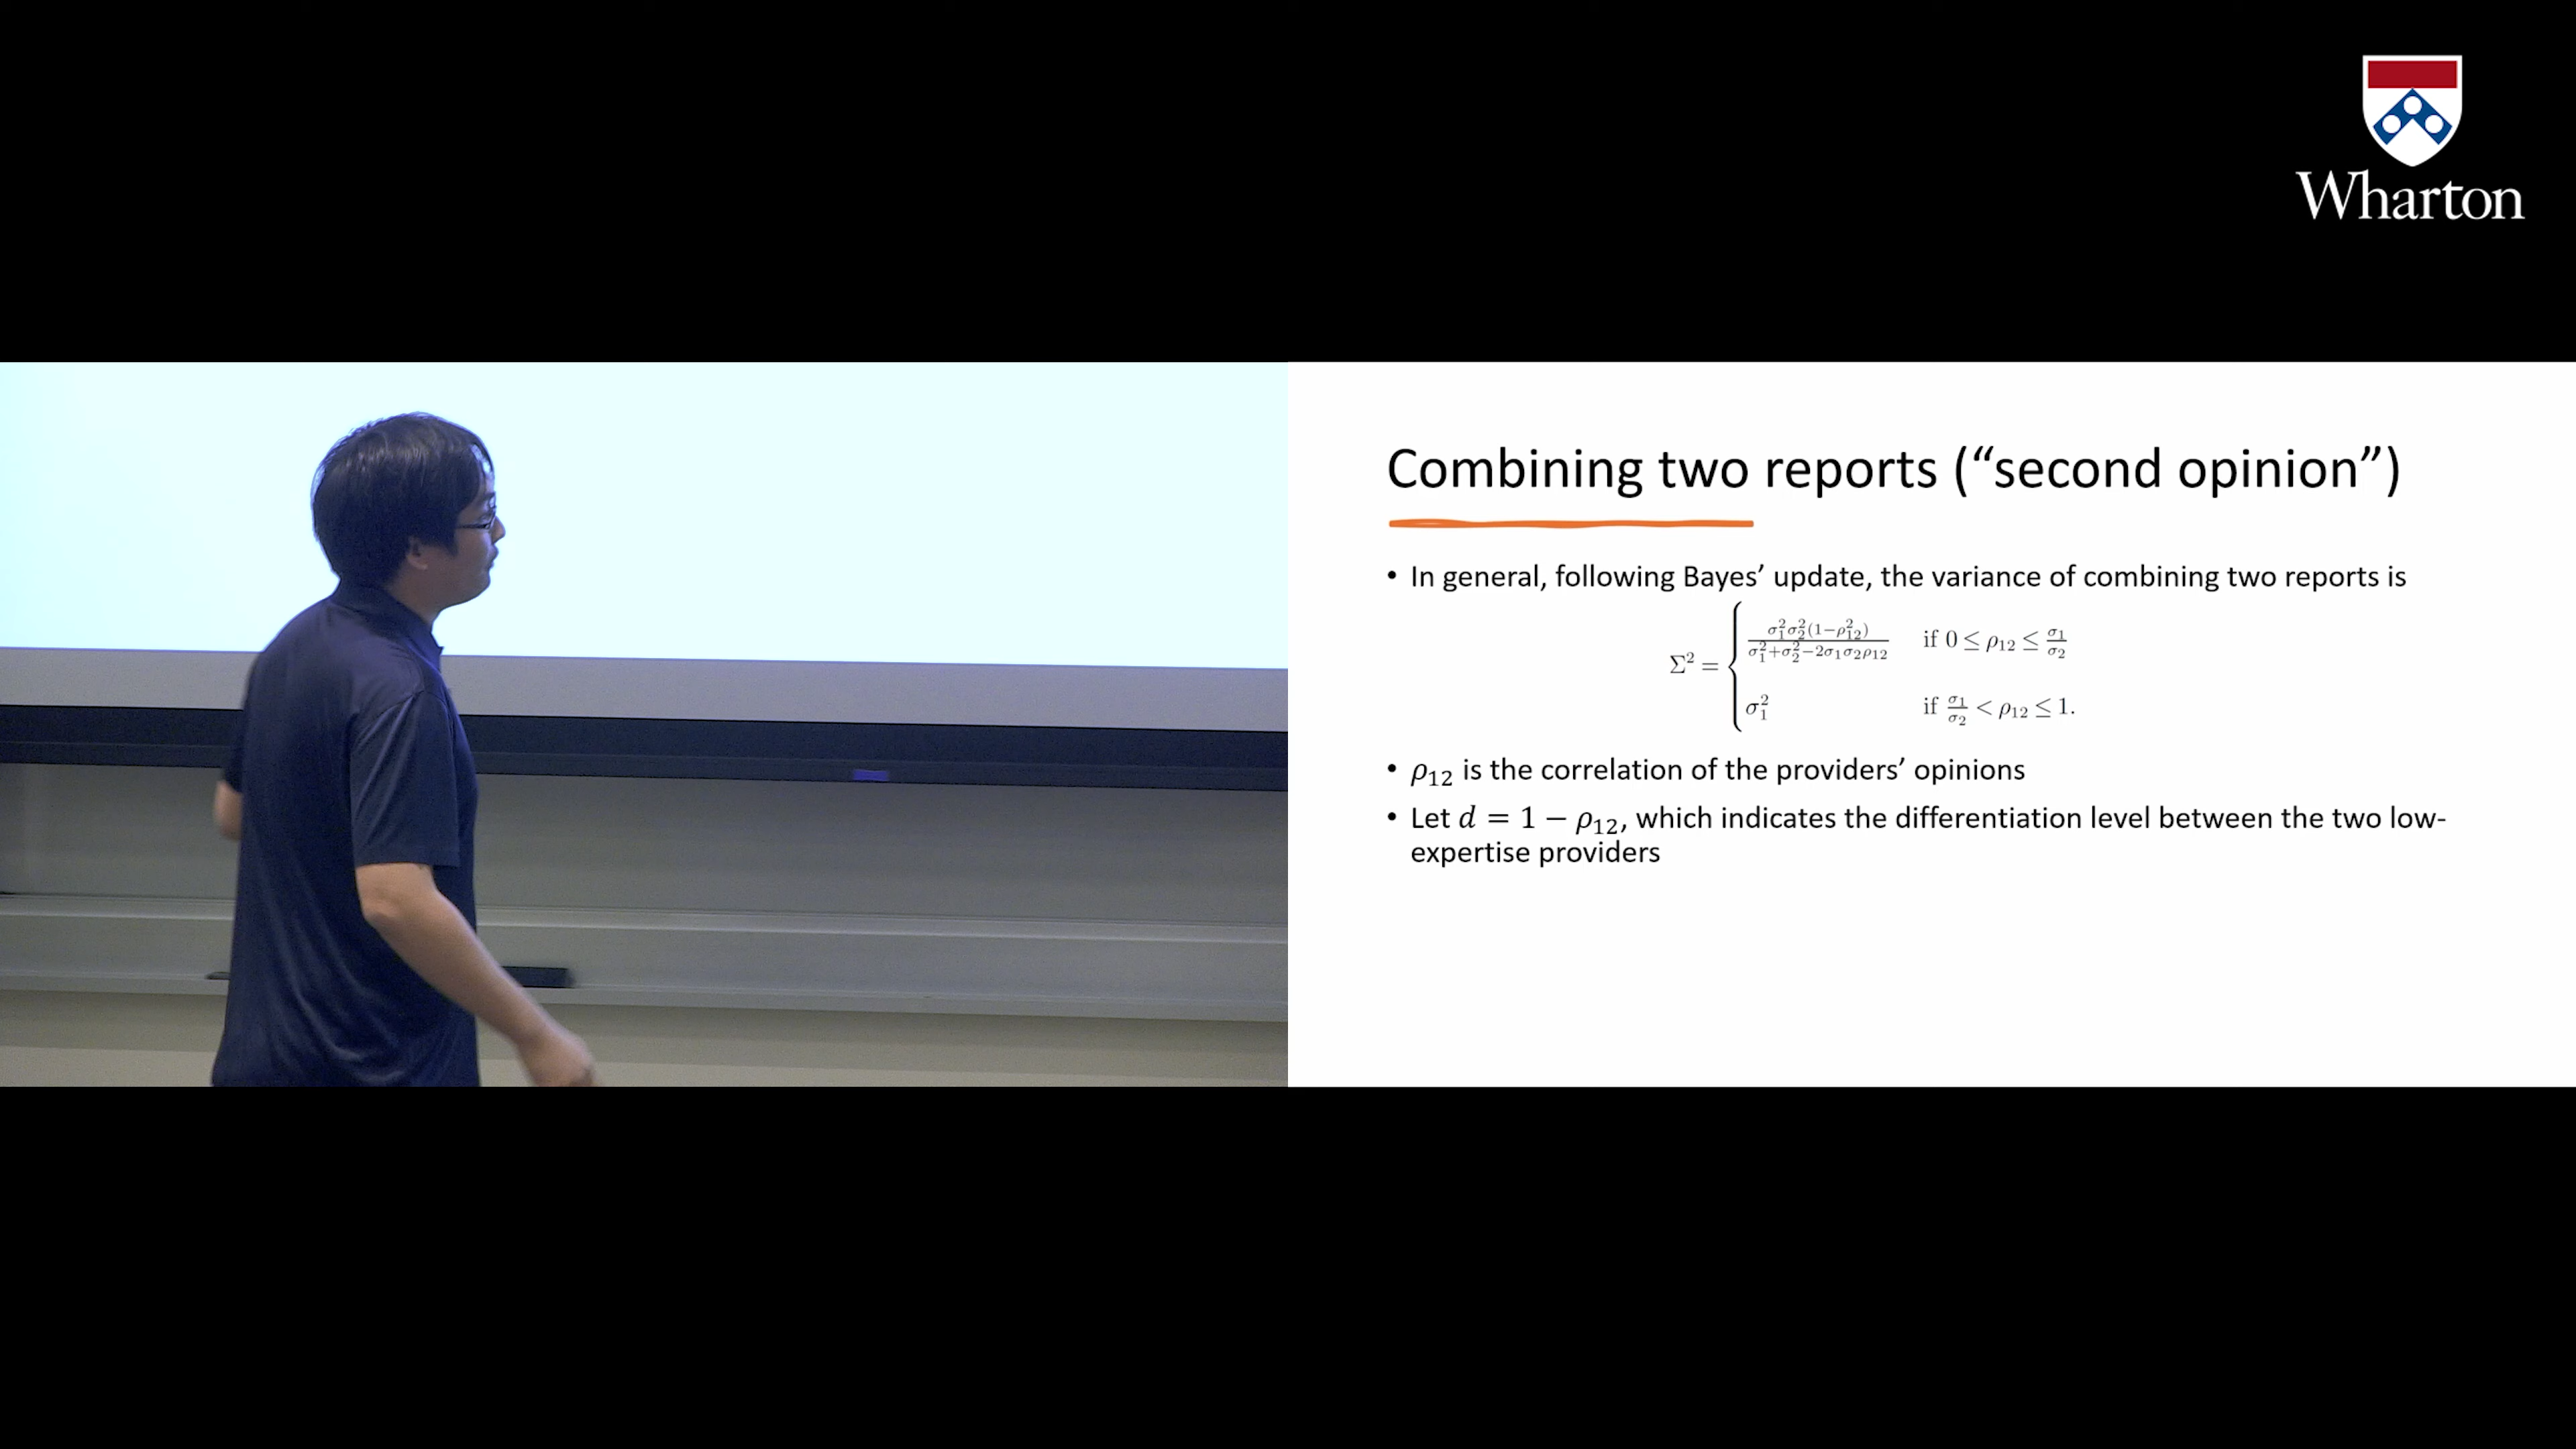 Wharton
Combining two reports (“second opinion”)
• In general, following Bayes’ update, the variance of combining two reports is
Σ² = { σ₁²σ₂²(1−ρ₁₂²) / σ₁²+σ₂²−2σ₁σ₂ρ₁₂ if 0 ≤ ρ₁₂ ≤ σ₁/σ₂
σ₁² if σ₁/σ₂ < ρ₁₂ ≤ 1.
• ρ₁₂ is the correlation of the providers’ opinions
• Let d = 1 − ρ₁₂, which indicates the differentiation level between the two low-
expertise providers